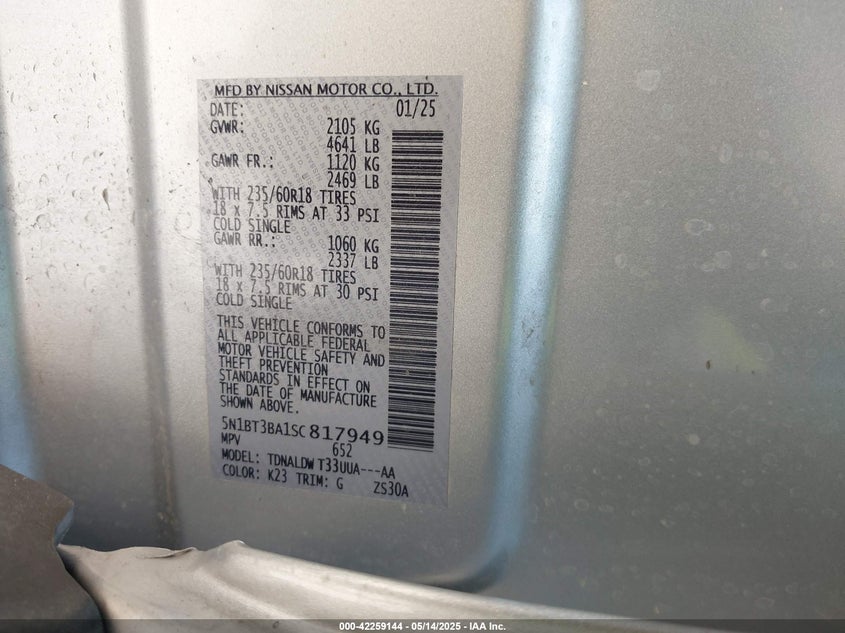 MFD BY NISSAN MOTOR CO., LTD.
DATE: 01/25
GVWR: 2105 KG
4641 LB
GAWR FR.: 1120 KG
2469 LB
WITH 235/60R18 TIRES
18 x 7.5 RIMS AT 33 PSI
COLD SINGLE
GAWR RR.: 1060 KG
2337 LB
WITH 235/60R18 TIRES
18 x 7.5 RIMS AT 30 PSI
COLD SINGLE
THIS VEHICLE CONFORMS TO
ALL APPLICABLE FEDERAL
MOTOR VEHICLE SAFETY AND
THEFT PREVENTION
STANDARDS IN EFFECT ON
THE DATE OF MANUFACTURE
SHOWN ABOVE.
5N1BT3BA1SC817949
MPV 652
MODEL: TDNALDW T33UUA---AA
COLOR: K23 TRIM: G ZS30A
000-42259144 - 05/14/2025 - IAA Inc.